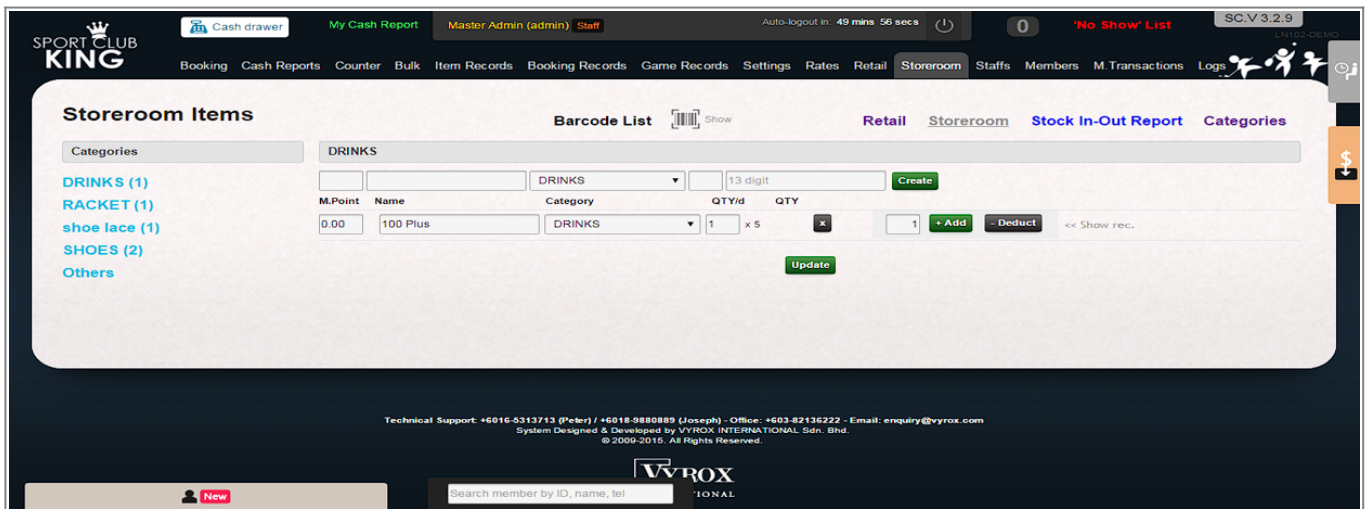 SPORT CLUB
KING
Cash drawer
My Cash Report
Master Admin (admin) Staff
Auto-logout in: 49 mins 56 secs
0
'No Show' List
SC.V 3.2.9
LN102-DEMO
Booking Cash Reports Counter Bulk Item Records Booking Records Game Records Settings Rates Retail Storeroom Staffs Members M.Transactions Logs
Storeroom Items
Barcode List Show
Retail Storeroom Stock In-Out Report Categories
Categories
DRINKS
DRINKS (1)
RACKET (1)
shoe lace (1)
SHOES (2)
Others
DRINKS 13 digit Create
M.Point Name Category QTY/d QTY
0.00 100 Plus DRINKS 1 x 5 x 1 + Add - Deduct << Show rec.
Update
$
Technical Support: +6016-5313713 (Peter) / +6018-9880889 (Joseph) - Office: +603-82136222 - Email: enquiry@vyrox.com
System Designed & Developed by VYROX INTERNATIONAL Sdn. Bhd.
© 2009-2015. All Rights Reserved.
VYROX
IONAL
New
Search member by ID, name, tel